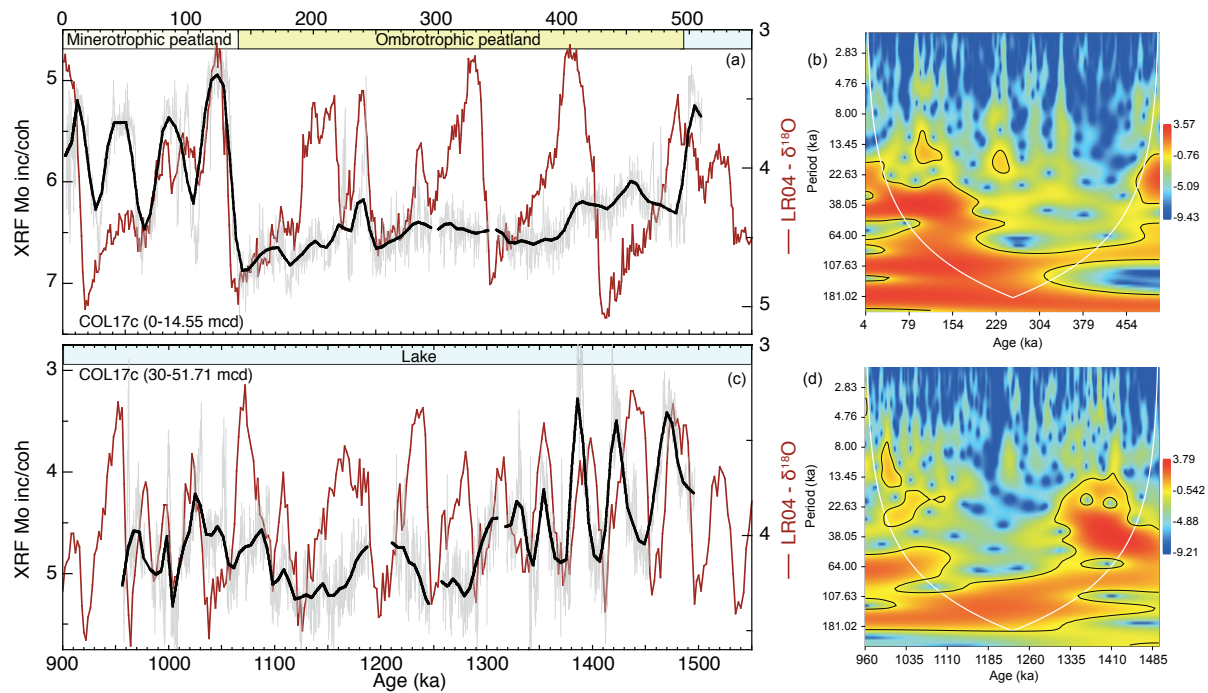 0 100 200 300 400 500
Minerotrophic peatland Ombrotrophic peatland
(a)
XRF Mo inc/coh
5
6
7
3
4
5
— LR04 - δ¹⁸O
COL17c (0-14.55 mcd)
(b)
Period (ka)
2.83
4.76
8.00
13.45
22.63
38.05
64.00
107.63
181.02
4 79 154 229 304 379 454
Age (ka)
3.57
-0.76
-5.09
-9.43
Lake
COL17c (30-51.71 mcd)
(c)
XRF Mo inc/coh
3
4
5
3
4
— LR04 - δ¹⁸O
900 1000 1100 1200 1300 1400 1500
Age (ka)
(d)
Period (ka)
2.83
4.76
8.00
13.45
22.63
38.05
64.00
107.63
181.02
960 1035 1110 1185 1260 1335 1410 1485
Age (ka)
3.79
-0.542
-4.88
-9.21